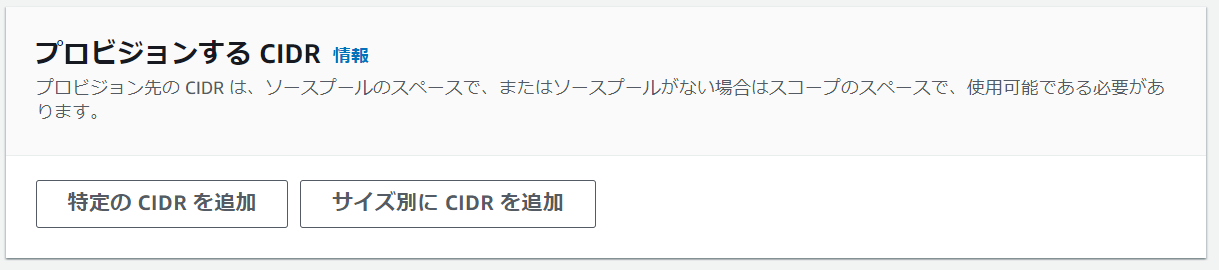 プロビジョンする CIDR 情報
プロビジョン先の CIDR は、ソースプールのスペースで、またはソースプールがない場合はスコープのスペースで、使用可能である必要があ
ります。
特定の CIDR を追加 サイズ別に CIDR を追加